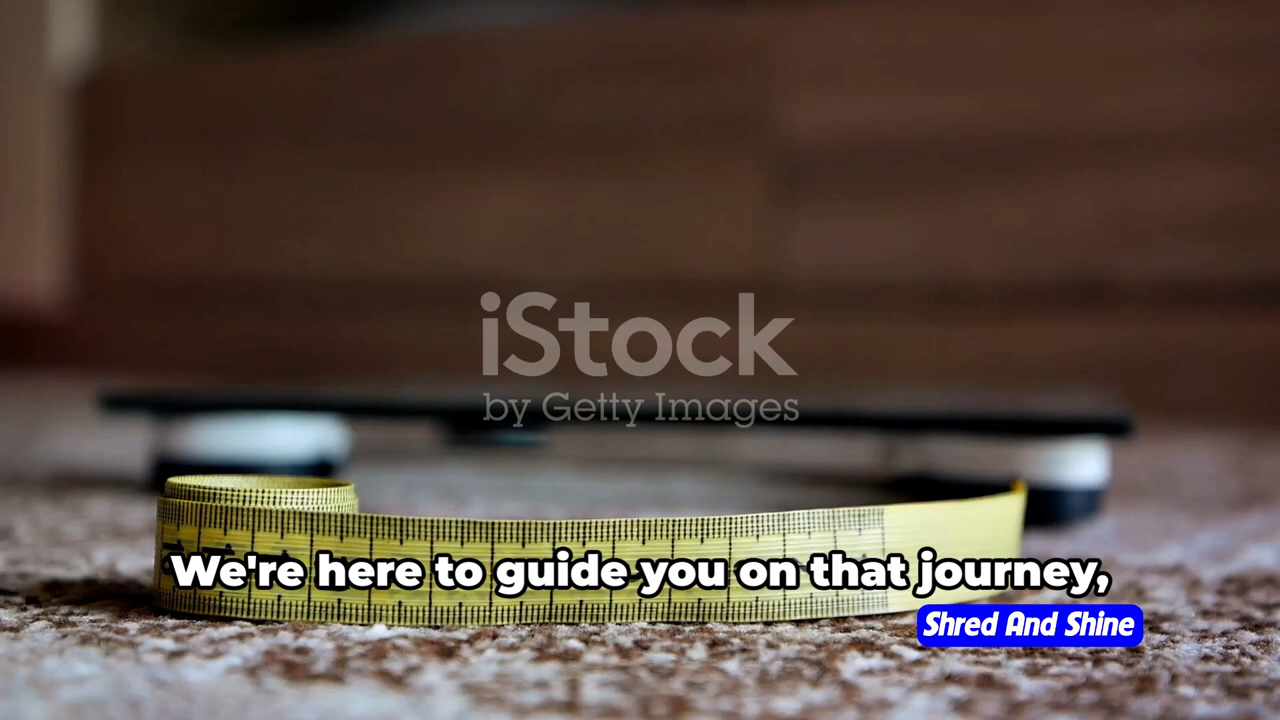 iStock
by Getty Images
We're here to guide you on that journey,
Shred And Shine